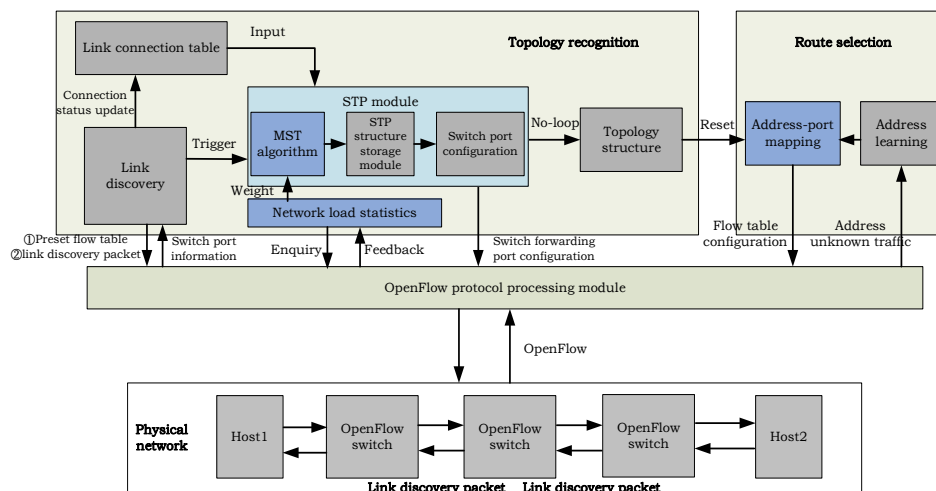 Topology recognition
Route selection
Link connection table
Input
Connection
status update
STP module
MST
algorithm
STP
structure
storage
module
Switch port
configuration
No-loop
Topology
structure
Reset
Address-port
mapping
Address
learning
Link
discovery
Trigger
Weight
Network load statistics
①Preset flow table
②link discovery packet
Switch port
information
Enquiry
Feedback
Switch forwarding
port configuration
Flow table
configuration
Address
unknown traffic
OpenFlow protocol processing module
OpenFlow
Physical
network
Host1
OpenFlow
switch
OpenFlow
switch
OpenFlow
switch
Host2
Link discovery packet
Link discovery packet